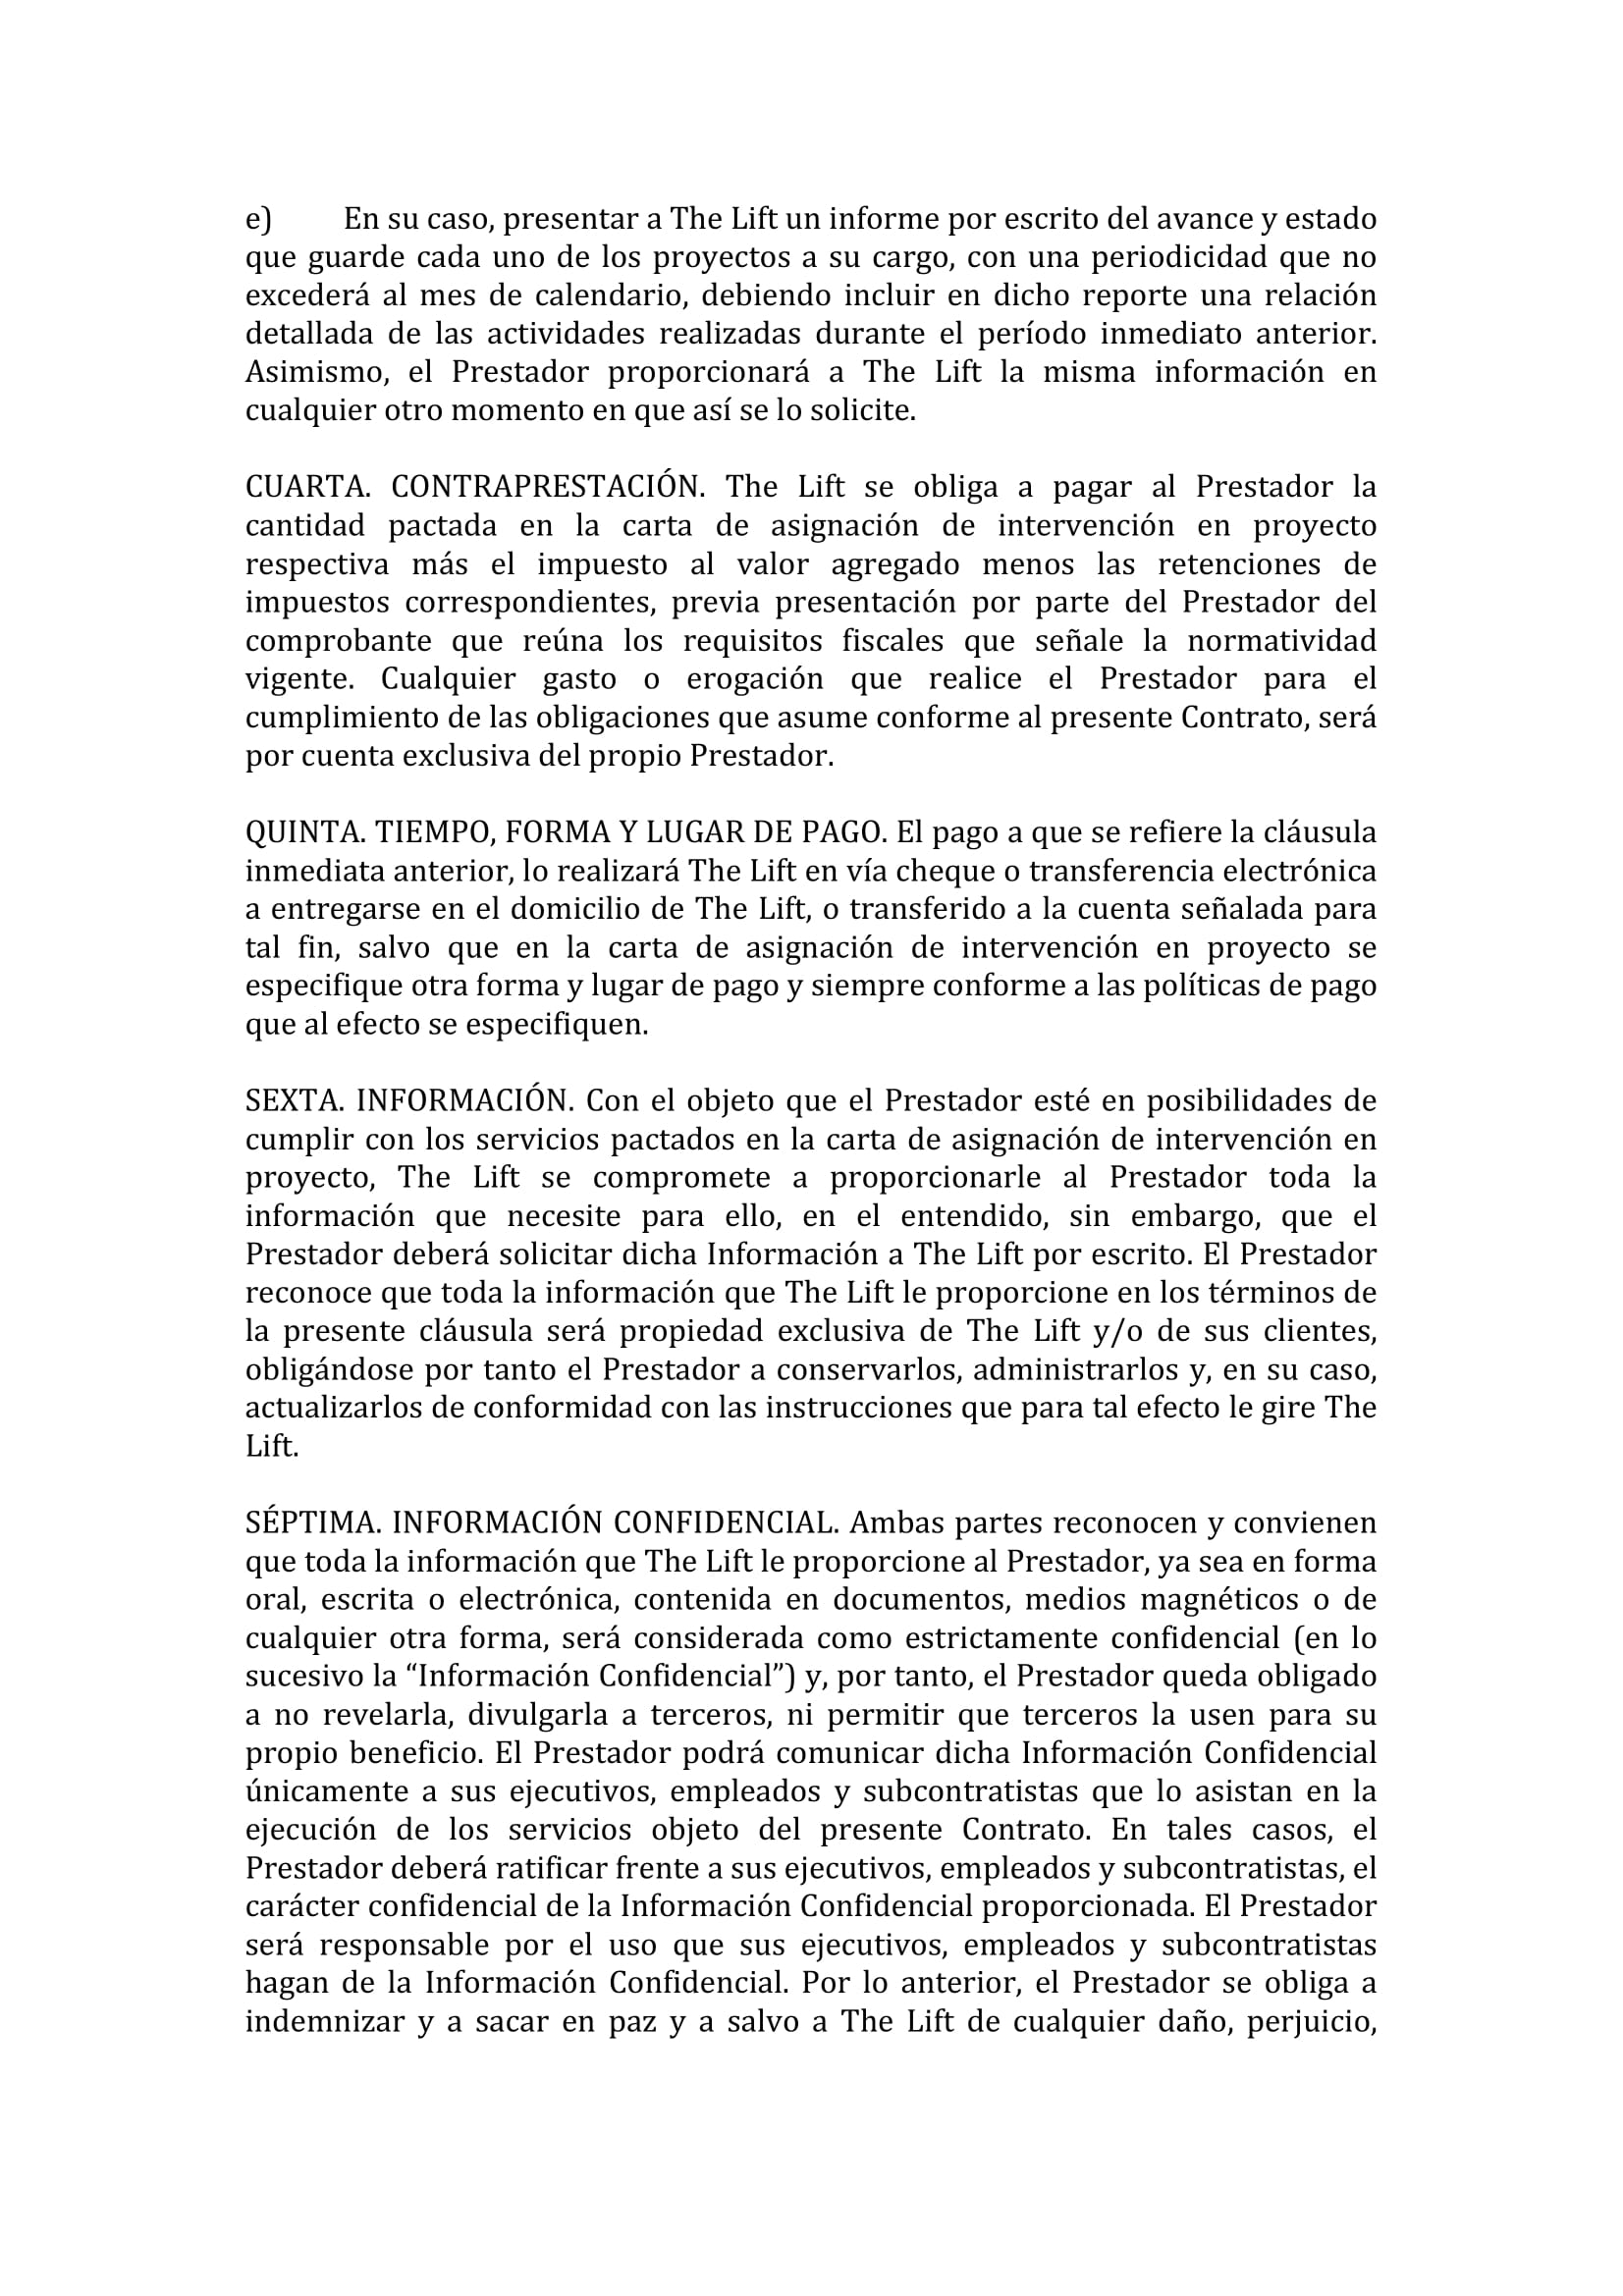 e) En su caso, presentar a The Lift un informe por escrito del avance y estado
que guarde cada uno de los proyectos a su cargo, con una periodicidad que no
excederá al mes de calendario, debiendo incluir en dicho reporte una relación
detallada de las actividades realizadas durante el período inmediato anterior.
Asimismo, el Prestador proporcionará a The Lift la misma información en
cualquier otro momento en que así se lo solicite.
CUARTA. CONTRAPRESTACIÓN. The Lift se obliga a pagar al Prestador la
cantidad pactada en la carta de asignación de intervención en proyecto
respectiva más el impuesto al valor agregado menos las retenciones de
impuestos correspondientes, previa presentación por parte del Prestador del
comprobante que reúna los requisitos fiscales que señale la normatividad
vigente. Cualquier gasto o erogación que realice el Prestador para el
cumplimiento de las obligaciones que asume conforme al presente Contrato, será
por cuenta exclusiva del propio Prestador.
QUINTA. TIEMPO, FORMA Y LUGAR DE PAGO. El pago a que se refiere la cláusula
inmediata anterior, lo realizará The Lift en vía cheque o transferencia electrónica
a entregarse en el domicilio de The Lift, o transferido a la cuenta señalada para
tal fin, salvo que en la carta de asignación de intervención en proyecto se
especifique otra forma y lugar de pago y siempre conforme a las políticas de pago
que al efecto se especifiquen.
SEXTA. INFORMACIÓN. Con el objeto que el Prestador esté en posibilidades de
cumplir con los servicios pactados en la carta de asignación de intervención en
proyecto, The Lift se compromete a proporcionarle al Prestador toda la
información que necesite para ello, en el entendido, sin embargo, que el
Prestador deberá solicitar dicha Información a The Lift por escrito. El Prestador
reconoce que toda la información que The Lift le proporcione en los términos de
la presente cláusula será propiedad exclusiva de The Lift y/o de sus clientes,
obligándose por tanto el Prestador a conservarlos, administrarlos y, en su caso,
actualizarlos de conformidad con las instrucciones que para tal efecto le gire The
Lift.
SÉPTIMA. INFORMACIÓN CONFIDENCIAL. Ambas partes reconocen y convienen
que toda la información que The Lift le proporcione al Prestador, ya sea en forma
oral, escrita o electrónica, contenida en documentos, medios magnéticos o de
cualquier otra forma, será considerada como estrictamente confidencial (en lo
sucesivo la “Información Confidencial”) y, por tanto, el Prestador queda obligado
a no revelarla, divulgarla a terceros, ni permitir que terceros la usen para su
propio beneficio. El Prestador podrá comunicar dicha Información Confidencial
únicamente a sus ejecutivos, empleados y subcontratistas que lo asistan en la
ejecución de los servicios objeto del presente Contrato. En tales casos, el
Prestador deberá ratificar frente a sus ejecutivos, empleados y subcontratistas, el
carácter confidencial de la Información Confidencial proporcionada. El Prestador
será responsable por el uso que sus ejecutivos, empleados y subcontratistas
hagan de la Información Confidencial. Por lo anterior, el Prestador se obliga a
indemnizar y a sacar en paz y a salvo a The Lift de cualquier daño, perjuicio,